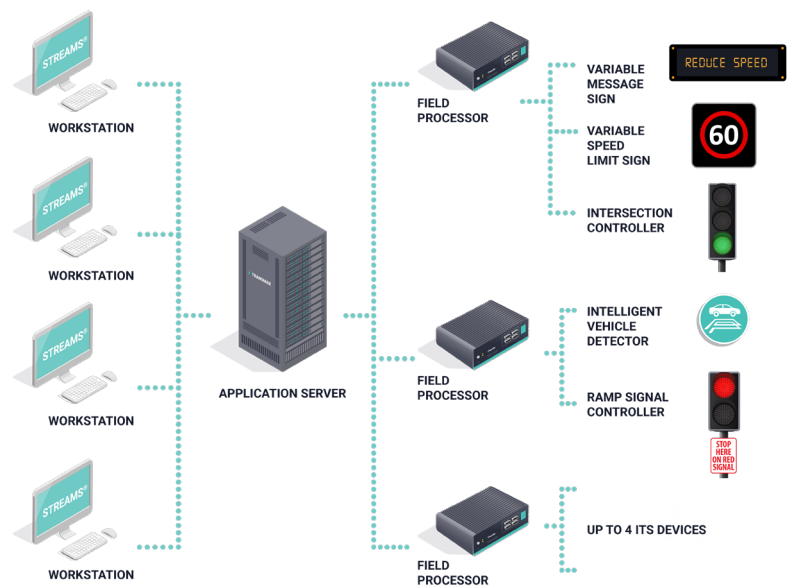 STREAMS®
WORKSTATION
STREAMS®
WORKSTATION
STREAMS®
WORKSTATION
STREAMS®
WORKSTATION
TRANSMAX
APPLICATION SERVER
FIELD
PROCESSOR
VARIABLE
MESSAGE
SIGN
REDUCE SPEED
VARIABLE
SPEED
LIMIT SIGN
60
INTERSECTION
CONTROLLER
FIELD
PROCESSOR
INTELLIGENT
VEHICLE
DETECTOR
RAMP SIGNAL
CONTROLLER
STOP
HERE
ON RED
SIGNAL
FIELD
PROCESSOR
UP TO 4 ITS DEVICES